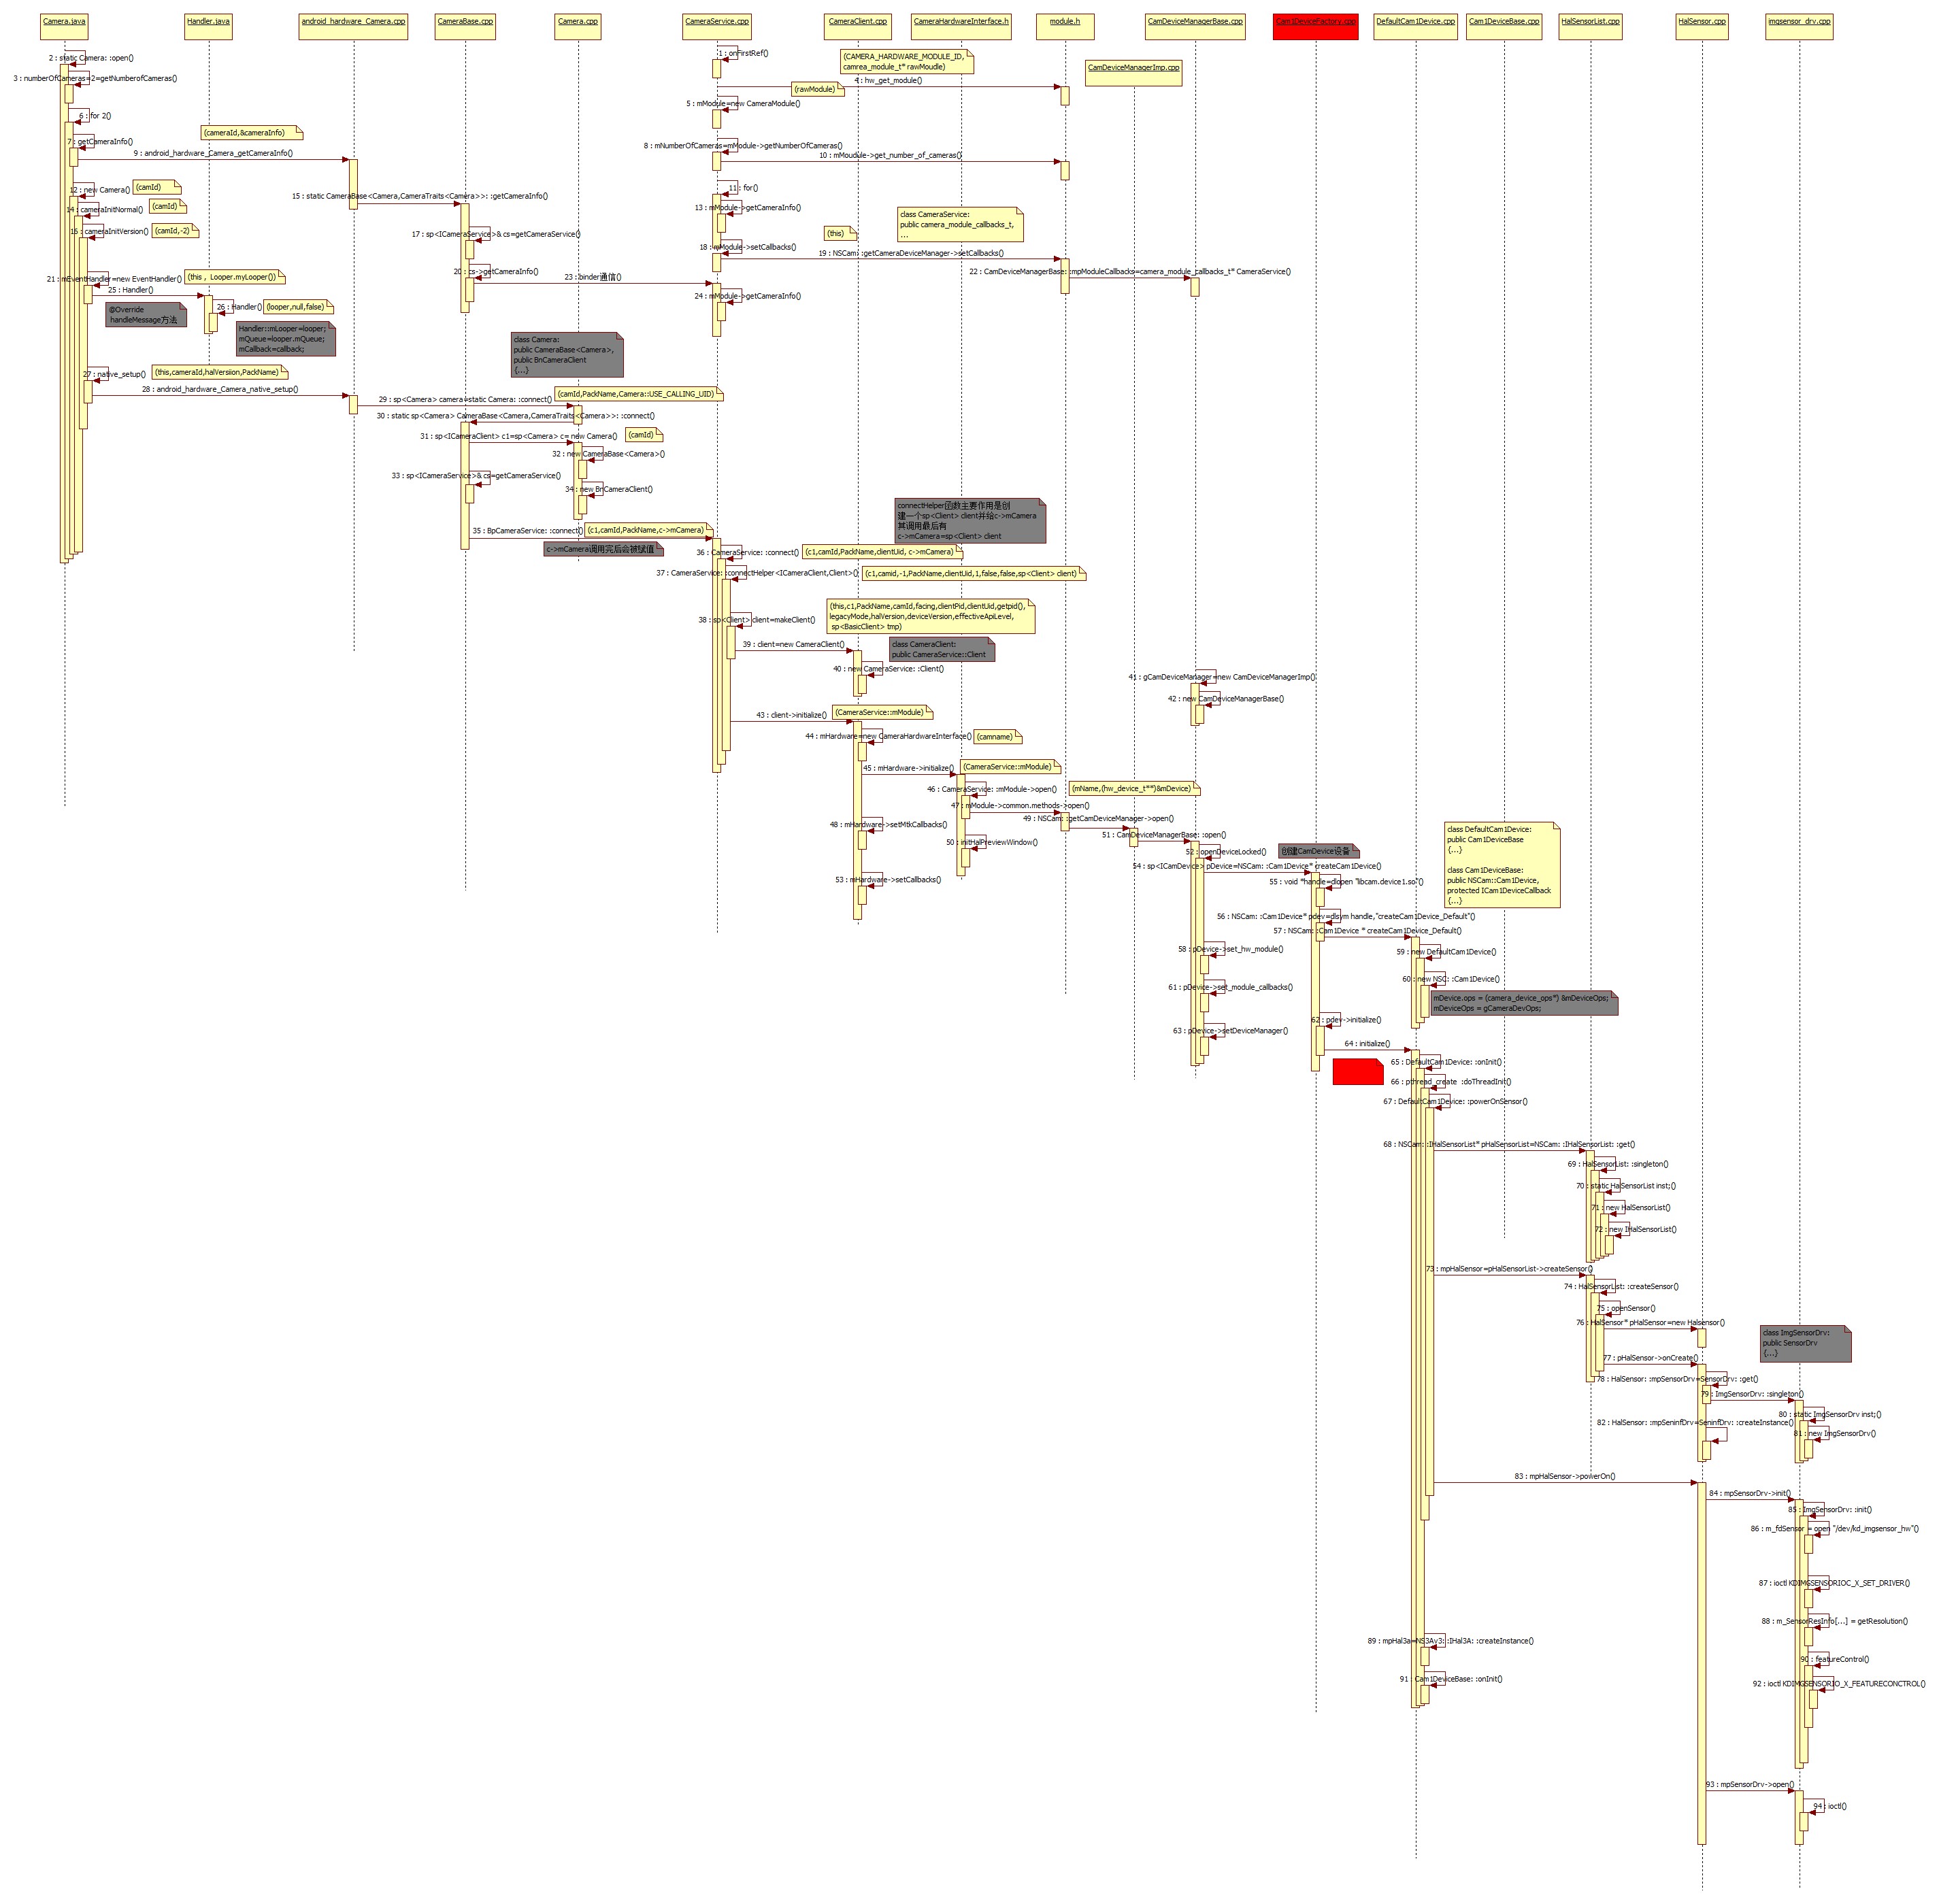 Camera.java
Handler.java
android_hardware_Camera.cpp
CameraBase.cpp
Camera.cpp
CameraService.cpp
CameraClient.cpp
CameraHardwareInterface.h
module.h
CamDeviceManagerBase.cpp
Cam1DeviceFactory.cpp
DefaultCam1Device.cpp
Cam1DeviceBase.cpp
HalSensorList.cpp
HalSensor.cpp
imgsensor_drv.cpp
CamDeviceManagerImp.cpp
1 : onFirstRef()
2 : static Camera: :open()
3 : numberOfCameras=2=getNumberofCameras()
(CAMERA_HARDWARE_MODULE_ID,
camrea_module_t* rawMoudle)
4 : hw_get_module()
(rawModule)
5 : mModule=new CameraModule()
6 : for 2()
7 : getCameraInfo()
(cameraId,&cameraInfo)
8 : mNumberOfCameras=mModule->getNumberOfCameras()
9 : android_hardware_Camera_getCameraInfo()
10 : mMoudule->get_number_of_cameras()
11 : for()
12 : new Camera()
(camId)
13 : mModule->getCameraInfo()
14 : cameraInitNormal()
(camId)
15 : static CameraBase<Camera,CameraTraits<Camera>>: :getCameraInfo()
class CameraService:
public camera_module_callbacks_t,
...
16 : cameraInitVersion()
(camId,-2)
17 : sp<ICameraService>& cs=getCameraService()
(this)
18 : mModule->setCallbacks()
19 : NSCam: :getCameraDeviceManager->setCallbacks()
20 : cs->getCameraInfo()
21 : mEventHandler=new EventHandler()
(this , Looper.myLooper())
22 : CamDeviceManagerBase: :mpModuleCallbacks=camera_module_callbacks_t* CameraService()
23 : binder通信()
24 : mModule->getCameraInfo()
25 : Handler()
26 : Handler()
(looper,null,false)
@Override
handleMessage方法
Handler::mLooper=looper;
mQueue=looper.mQueue;
mCallback=callback;
class Camera:
public CameraBase<Camera>,
public BnCameraClient
{...}
27 : native_setup()
(this,cameraId,halVersiion,PackName)
28 : android_hardware_Camera_native_setup()
29 : sp<Camera> camera=static Camera: :connect()
(camId,PackName,Camera::USE_CALLING_UID)
30 : static sp<Camera> CameraBase<Camera,CameraTraits<Camera>>: :connect()
31 : sp<ICameraClient> c1=sp<Camera> c= new Camera()
(camId)
32 : new CameraBase<Camera>()
33 : sp<ICameraService>& cs=getCameraService()
34 : new BnCameraClient()
connectHelper函数主要作用是创
建一个sp<Client> client并给c->mCamera
其调用最后有
c->mCamera=sp<Client> client
35 : BpCameraService: :connect()
(c1,camId,PackName,c->mCamera)
c->mCamera调用完后会被赋值
36 : CameraService: :connect()
(c1,camId,PackName,clientUid, c->mCamera)
37 : CameraService: :connectHelper<ICameraClient,Client>()
(c1,camid,-1,PackName,clientUid,1,false,false,sp<Client> client)
(this,c1,PackName,camId,facing,clientPid,clientUid,getpid(),
legacyMode,halVersion,deviceVersion,effectiveApiLevel,
sp<BasicClient> tmp)
38 : sp<Client> client=makeClient()
39 : client=new CameraClient()
class CameraClient:
public CameraService::Client
40 : new CameraService: :Client()
41 : gCamDeviceManager=new CamDeviceManagerImp()
42 : new CamDeviceManagerBase()
43 : client->initialize()
(CameraService::mModule)
44 : mHardware=new CameraHardwareInterface()
(camname)
45 : mHardware->initialize()
(CameraService::mModule)
46 : CameraService: :mModule->open()
(mName,(hw_device_t**)&mDevice)
47 : mModule->common.methods->open()
48 : mHardware->setMtkCallbacks()
49 : NSCam: :getCamDeviceManager->open()
50 : initHalPreviewWindow()
51 : CamDeviceManagerBase: :open()
52 : openDeviceLocked()
创建CamDevice设备
53 : mHardware->setCallbacks()
54 : sp<ICamDevice> pDevice=NSCam: :Cam1Device* createCam1Device()
class DefaultCam1Device:
public Cam1DeviceBase
{...}
class Cam1DeviceBase:
public NSCam::Cam1Device,
protected ICam1DeviceCallback
{...}
55 : void *handle=dlopen "libcam.device1.so"()
56 : NSCam: :Cam1Device* pdev=dlsym handle,"createCam1Device_Default"()
57 : NSCam: :Cam1Device * createCam1Device_Default()
58 : pDevice->set_hw_module()
59 : new DefaultCam1Device()
60 : new NSC: :Cam1Device()
61 : pDevice->set_module_callbacks()
mDevice.ops = (camera_device_ops*) &mDeviceOps;
mDeviceOps = gCameraDevOps;
62 : pdev->initialize()
63 : pDevice->setDeviceManager()
64 : initialize()
65 : DefaultCam1Device: :onInit()
66 : pthread_create :doThreadInit()
67 : DefaultCam1Device: :powerOnSensor()
68 : NSCam: :IHalSensorList* pHalSensorList=NSCam: :IHalSensorList: :get()
69 : HalSensorList: :singleton()
70 : static HalSensorList inst;()
71 : new HalSensorList()
72 : new IHalSensorList()
73 : mpHalSensor=pHalSensorList->createSensor()
74 : HalSensorList: :createSensor()
75 : openSensor()
76 : HalSensor* pHalSensor=new Halsensor()
class ImgSensorDrv:
public SensorDrv
{...}
77 : pHalSensor->onCreate()
78 : HalSensor: :mpSensorDrv=SensorDrv: :get()
79 : ImgSensorDrv: :singleton()
80 : static ImgSensorDrv inst;()
81 : new ImgSensorDrv()
82 : HalSensor: :mpSeninfDrv=SeninfDrv: :createInstance()
83 : mpHalSensor->powerOn()
84 : mpSensorDrv->init()
85 : ImgSensorDrv: :init()
86 : m_fdSensor = open "/dev/kd_imgsensor_hw"()
87 : ioctl KDIMGSENSORIOC_X_SET_DRIVER()
88 : m_SensorResInfo[...] = getResolution()
89 : mpHal3a=NS3Av3: :IHal3A: :createInstance()
90 : featureControl()
91 : Cam1DeviceBase: :onInit()
92 : ioctl KDIMGSENSORIO_X_FEATURECONCTROL()
93 : mpSensorDrv->open()
94 : ioctl()